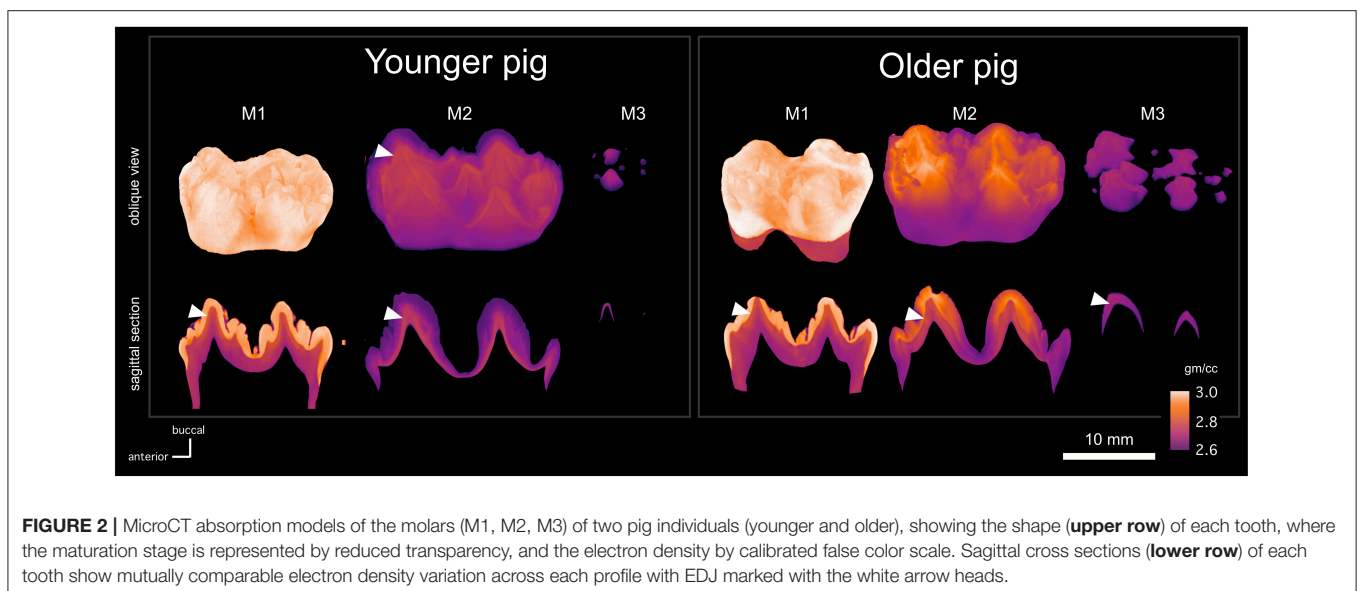 Younger pig
M1 M2 M3
oblique view
sagittal section
Older pig
M1 M2 M3
gm/cc
3.0
2.8
2.6
buccal
anterior
10 mm
FIGURE 2 | MicroCT absorption models of the molars (M1, M2, M3) of two pig individuals (younger and older), showing the shape (upper row) of each tooth, where
the maturation stage is represented by reduced transparency, and the electron density by calibrated false color scale. Sagittal cross sections (lower row) of each
tooth show mutually comparable electron density variation across each profile with EDJ marked with the white arrow heads.